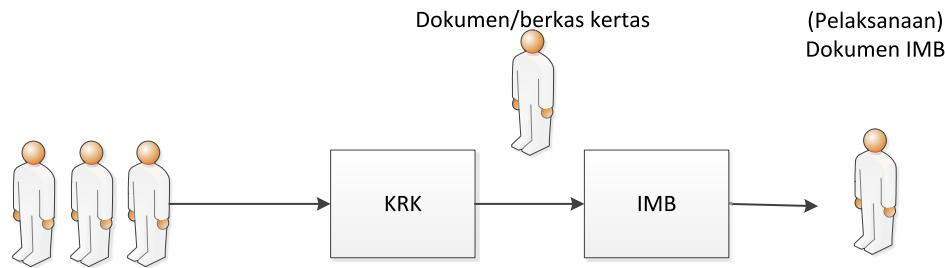 Dokumen/berkas kertas
(Pelaksanaan)
Dokumen IMB
KRK
IMB